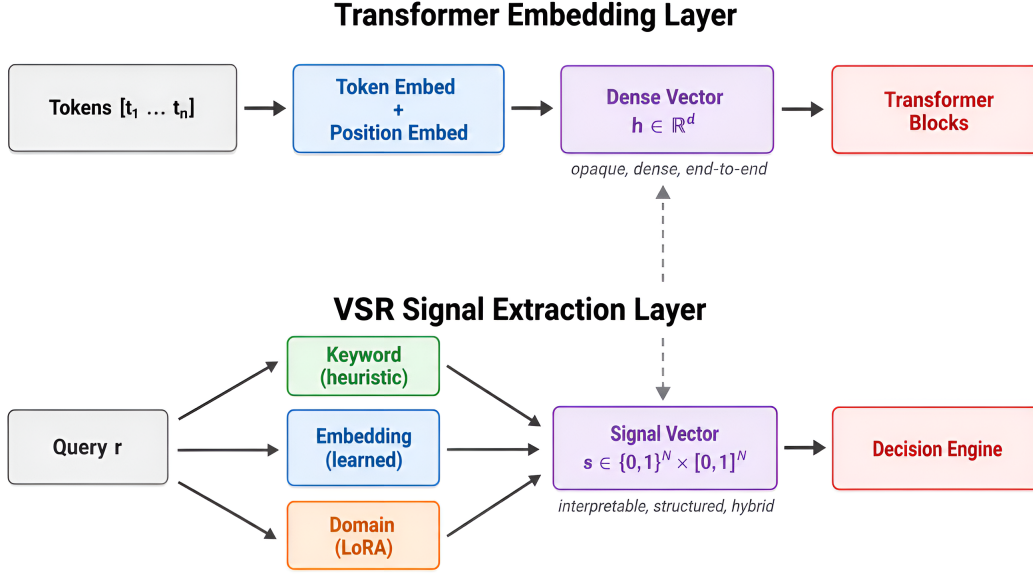 Transformer Embedding Layer
Tokens [t₁ … tₙ]
Token Embed
+
Position Embed
Dense Vector
h ∈ ℝᵈ
opaque, dense, end-to-end
Transformer
Blocks
VSR Signal Extraction Layer
Query r
Keyword
(heuristic)
Embedding
(learned)
Domain
(LoRA)
Signal Vector
s ∈ {0,1}ᴺ × [0,1]ᴺ
interpretable, structured, hybrid
Decision Engine